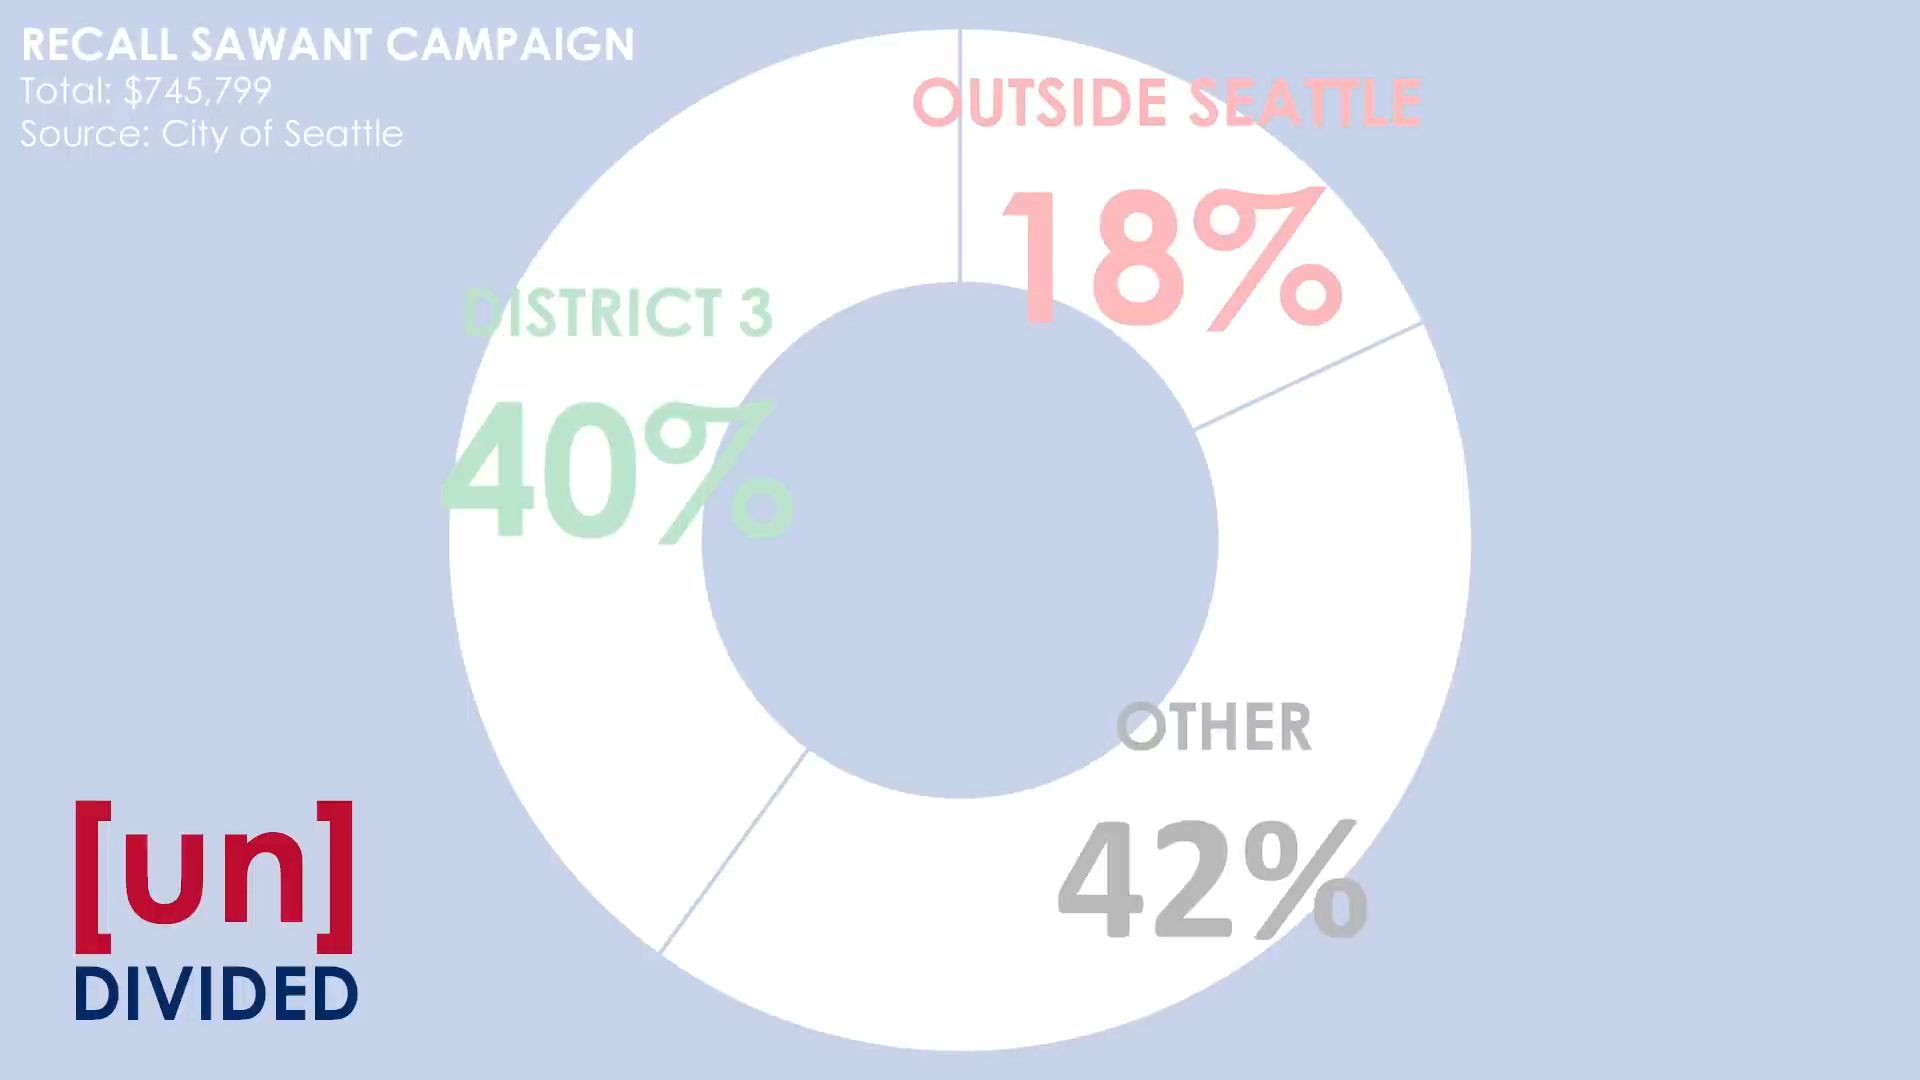 RECALL SAWANT CAMPAIGN
Total: $745,799
Source: City of Seattle
OUTSIDE SEATTLE
18%
DISTRICT 3
40%
OTHER
42%
[un]
DIVIDED